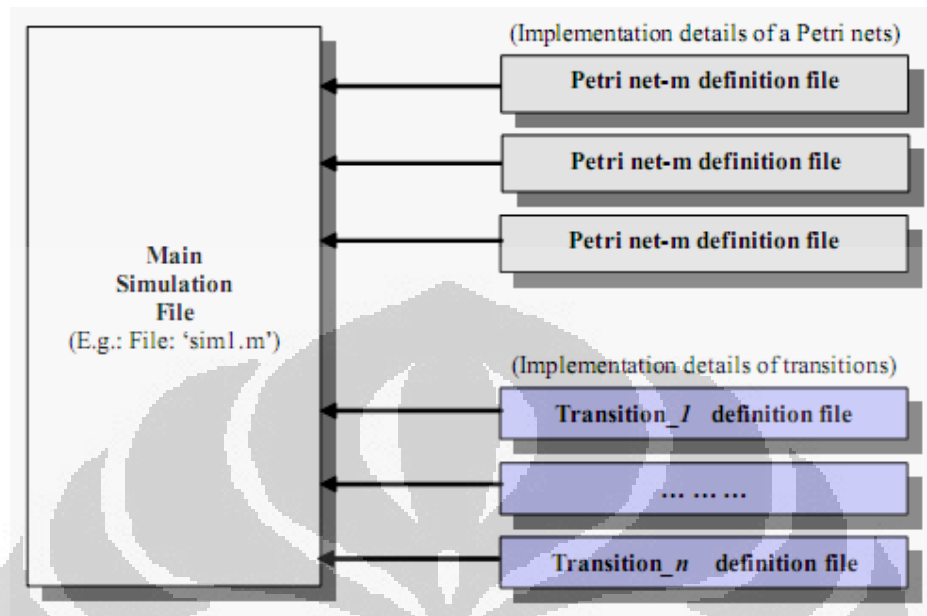 (Implementation details of a Petri nets)
Petri net-m definition file
Petri net-m definition file
Petri net-m definition file
Main
Simulation
File
(E.g.: File: ‘sim1.m’)
(Implementation details of transitions)
Transition_1 definition file
... ... ...
Transition_n definition file